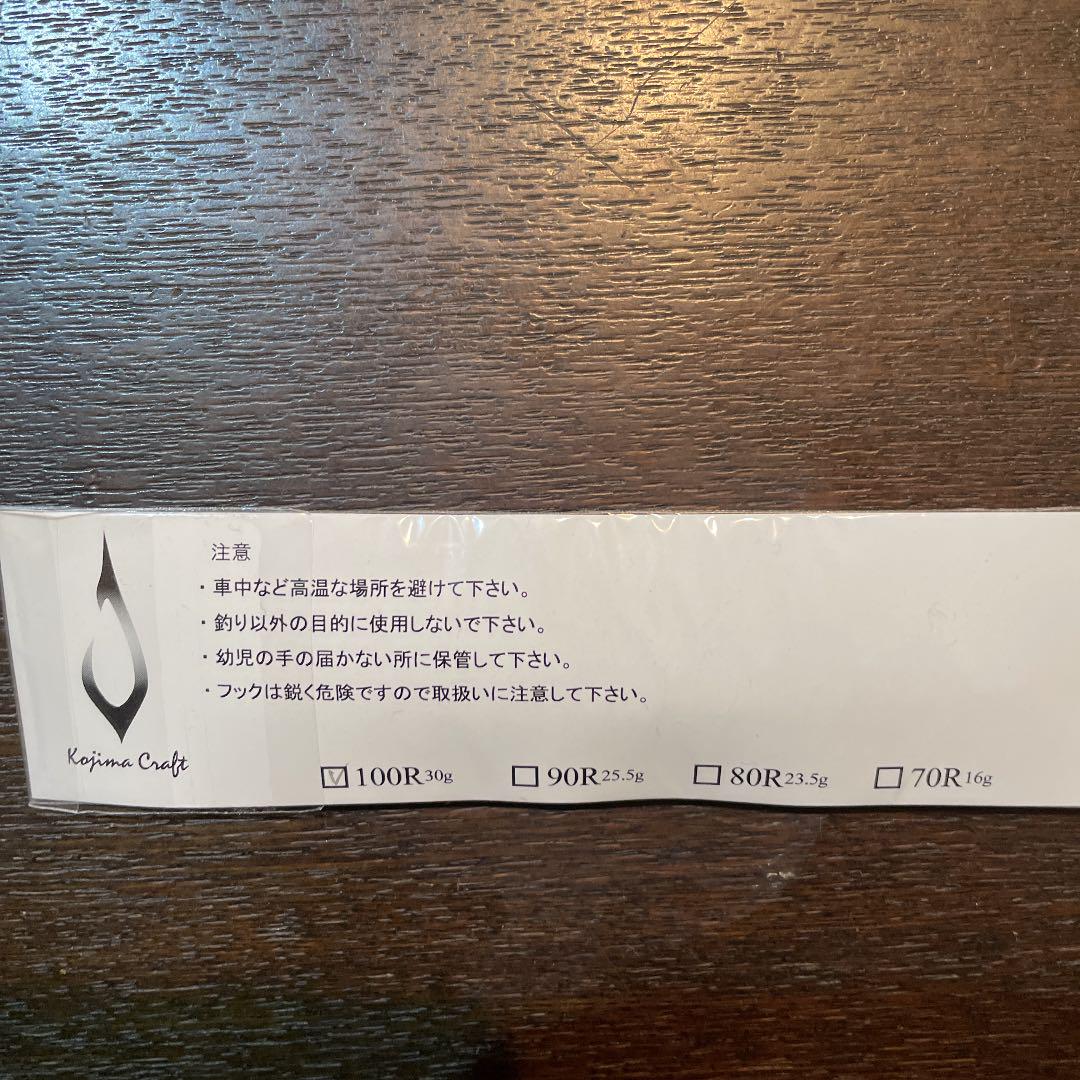 注意
・車中など高温な場所を避けて下さい。
・釣り以外の目的に使用しないで下さい。
・幼児の手の届かない所に保管して下さい。
・フックは鋭く危険ですので取扱いに注意して下さい。
Kojima Craft
☑100R30g ☐90R25.5g ☐80R23.5g ☐70R16g